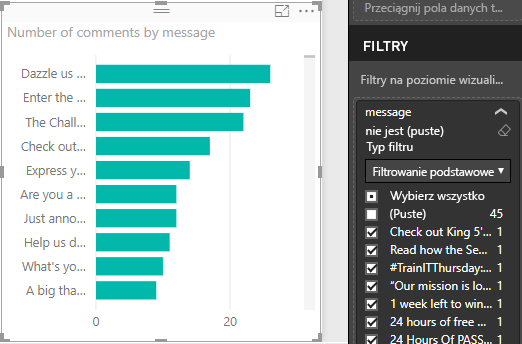 Number of comments by message
Dazzle us ...
Enter the ...
The Chall...
Check out...
Express y...
Are you a ...
Just anno...
Help us d...
What's yo...
A big tha...
0 20
Przeciągnij pola danych t...
FILTRY
Filtry na poziomie wizuali...
message
nie jest (puste)
Typ filtru
Filtrowanie podstawowe
Wybierz wszystko
(Puste) 45
Check out King 5'... 1
Read how the Se... 1
#TrainITThursday:... 1
“Our mission is lo... 1
1 week left to win... 1
24 hours of free ... 1
24 Hours Of PASS... 1